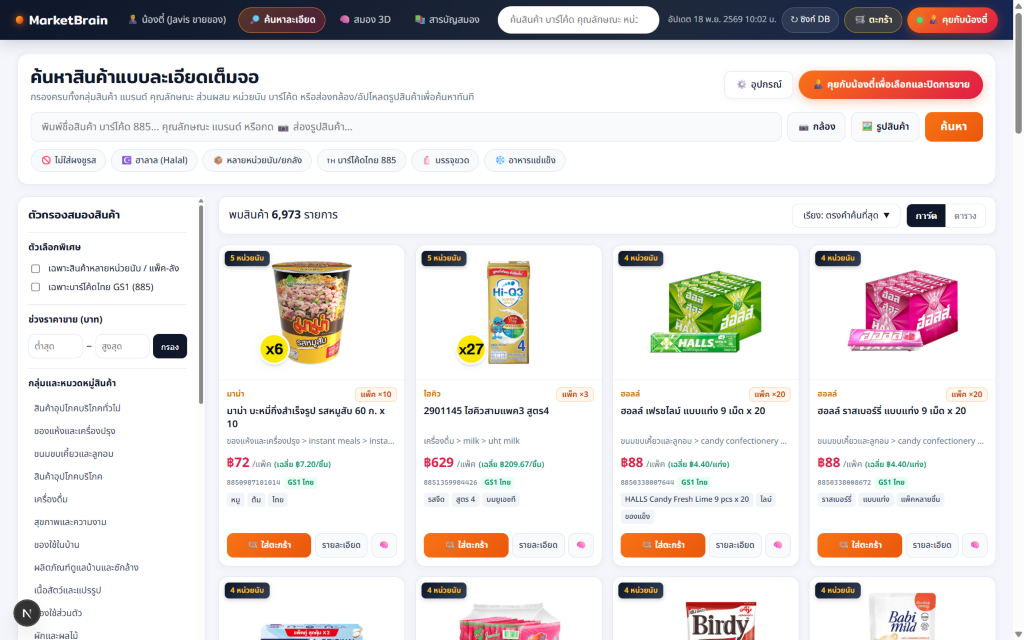 MarketBrain
น้องตี่ (Javis ขายของ)
ค้นหาละเอียด
สมอง 3D
สารบัญสมอง
ค้นหาสินค้า บาร์โค้ด คุณลักษณะ หน่:
อัปเดต 18 พ.ย. 2569 10:02 น.
↻ ซิงก์ DB
ตะกร้า
คุยกับน้องตี่
ค้นหาสินค้าแบบละเอียดเต็มจอ
กรองครบทั้งกลุ่มสินค้า แบรนด์ คุณลักษณะ ส่วนผสม หน่วยนับ บาร์โค้ด หรือส่องกล้อง/อัปโหลดรูปสินค้าเพื่อค้นหาทันที
อุปกรณ์
คุยกับน้องตี่เพื่อเลือกและปิดการขาย
พิมพ์ชื่อสินค้า บาร์โค้ด 885... คุณลักษณะ แบรนด์ หรือกด 📷 ส่องรูปสินค้า...
กล้อง
รูปสินค้า
ค้นหา
ไม่ใส่ผงชูรส
ฮาลาล (Halal)
หลายหน่วยนับ/ยกลัง
TH บาร์โค้ดไทย 885
บรรจุขวด
อาหารแช่แข็ง
ตัวกรองสมองสินค้า
ตัวเลือกพิเศษ
เฉพาะสินค้าหลายหน่วยนับ / แพ็ค-ลัง
เฉพาะบาร์โค้ดไทย GS1 (885)
ช่วงราคาขาย (บาท)
ต่ำสุด
–
สูงสุด
กรอง
กลุ่มและหมวดหมู่สินค้า
สินค้าอุปโภคบริโภคทั่วไป
ของแห้งและเครื่องปรุง
ขนมขบเคี้ยวและลูกอม
สินค้าอุปโภคบริโภค
เครื่องดื่ม
สุขภาพและความงาม
ของใช้ในบ้าน
ผลิตภัณฑ์ดูแลบ้านและซักล้าง
เนื้อสัตว์และแปรรูป
ของใช้ส่วนตัว
ผักและผลไม้
N
พบสินค้า 6,973 รายการ
เรียง: ตรงคำค้นที่สุด ▼
การ์ด
ตาราง
5 หน่วยนับ
มาม่า
รสหมูสับ
x6
มาม่า
แพ็ค ×10
มาม่า บะหมี่กึ่งสำเร็จรูป รสหมูสับ 60 ก. x 10
ของแห้งและเครื่องปรุง > instant meals > insta...
฿72 /แพ็ค (เฉลี่ย ฿7.20/ชิ้น)
8850987101014 GS1 ไทย
หมู
ต้น
ไทย
ใส่ตะกร้า
รายละเอียด
5 หน่วยนับ
Hi-Q3
4
x27
ไฮคิว
แพ็ค ×3
2901145 ไฮคิวสามแพค3 สูตร4
เครื่องดื่ม > milk > uht milk
฿629 /แพ็ค (เฉลี่ย ฿209.67/ชิ้น)
8851359984426 GS1 ไทย
รสจืด
สูตร 4
นมยูเอชที
ใส่ตะกร้า
รายละเอียด
4 หน่วยนับ
ฮอลล์
HALLS
ฮอลล์
แพ็ค ×20
ฮอลล์ เฟรชไลม์ แบบแท่ง 9 เม็ด x 20
ขนมขบเคี้ยวและลูกอม > candy confectionery ...
฿88 /แพ็ค (เฉลี่ย ฿4.40/แท่ง)
8850338007644 GS1 ไทย
HALLS Candy Fresh Lime 9 pcs x 20
ไลม์
ของแข็ง
ใส่ตะกร้า
รายละเอียด
4 หน่วยนับ
ฮอลล์
ฮอลล์
แพ็ค ×20
ฮอลล์ ราสเบอร์รี่ แบบแท่ง 9 เม็ด x 20
ขนมขบเคี้ยวและลูกอม > candy confectionery ...
฿88 /แพ็ค (เฉลี่ย ฿4.40/แท่ง)
8850338008672 GS1 ไทย
ราสเบอร์รี่
แบบแท่ง
แพ็กหลายชิ้น
ใส่ตะกร้า
รายละเอียด
4 หน่วยนับ
4 หน่วยนับ
4 หน่วยนับ
Birdy
4 หน่วยนับ
Babi
mild